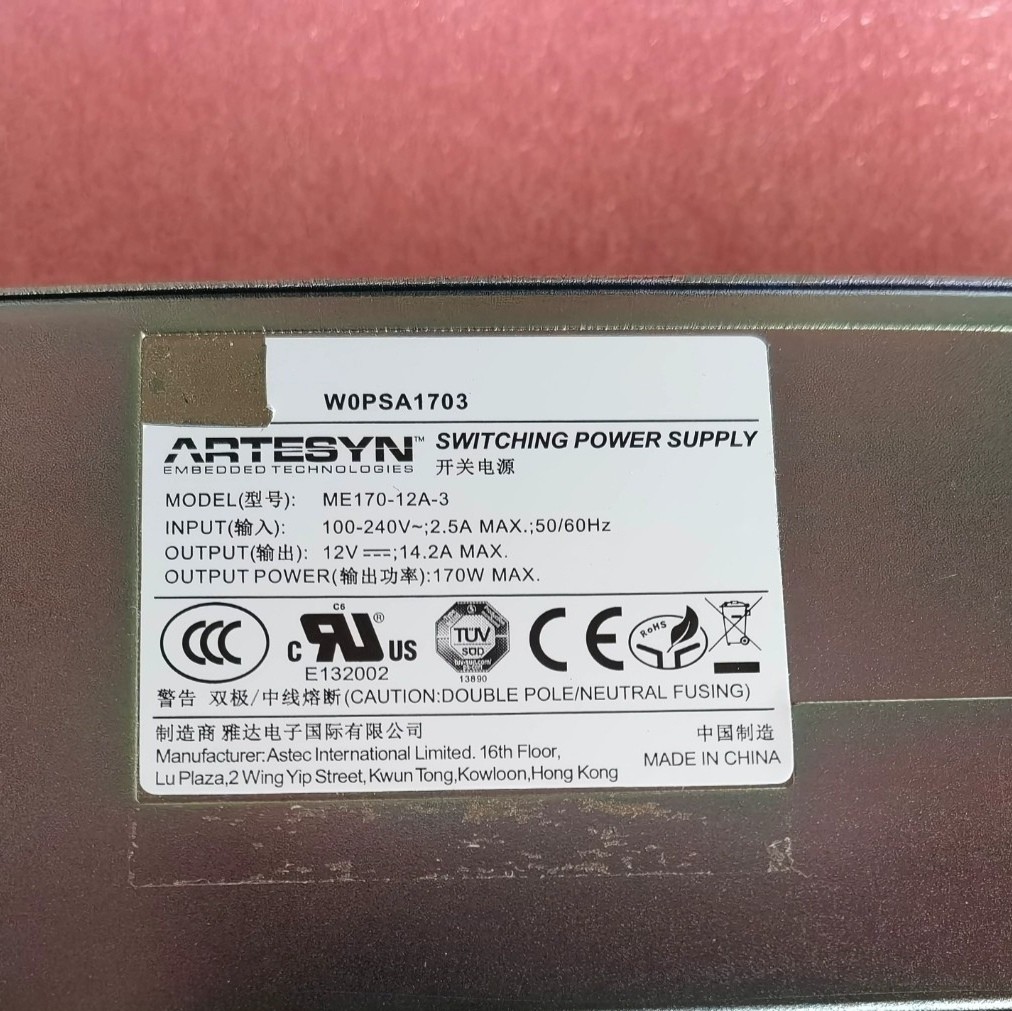 W0PSA1703
ARTESYN™ SWITCHING POWER SUPPLY
EMBEDDED TECHNOLOGIES 开关电源
MODEL(型号): ME170-12A-3
INPUT(输入): 100-240V~;2.5A MAX.;50/60Hz
OUTPUT(输出): 12V⎓;14.2A MAX.
OUTPUT POWER(输出功率):170W MAX.
CCC c UR® US C6 TÜV SÜD CE RoHS
E132002 13890
警告 双极/中线熔断(CAUTION:DOUBLE POLE/NEUTRAL FUSING)
制造商 雅达电子国际有限公司 中国制造
Manufacturer:Astec International Limited. 16th Floor, MADE IN CHINA
Lu Plaza,2 Wing Yip Street, Kwun Tong,Kowloon,Hong Kong